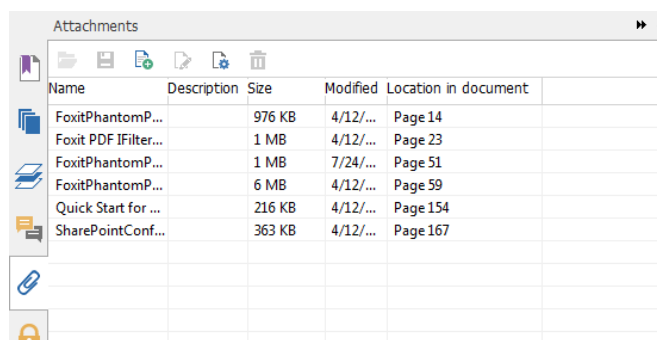 Attachments
Name Description Size Modified Location in document
FoxitPhantomP... 976 KB 4/12/... Page 14
Foxit PDF IFilter... 1 MB 4/12/... Page 23
FoxitPhantomP... 1 MB 7/24/... Page 51
FoxitPhantomP... 6 MB 4/12/... Page 59
Quick Start for ... 216 KB 4/12/... Page 154
SharePointConf... 363 KB 4/12/... Page 167